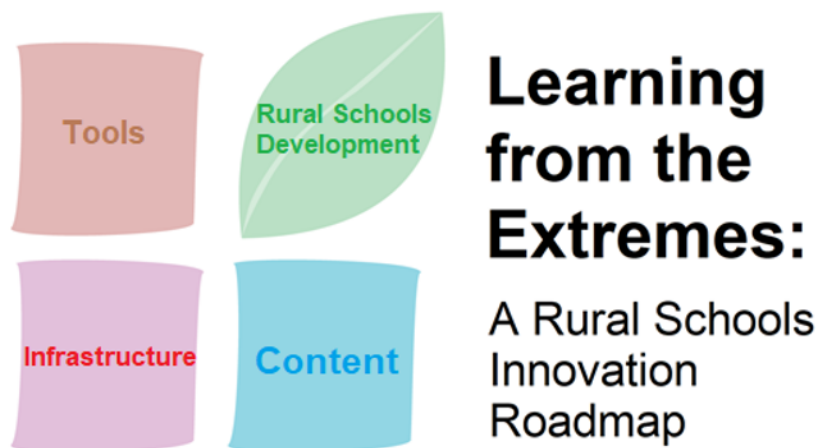 Tools
Rural Schools
Development
Infrastructure
Content
Learning
from the
Extremes:
A Rural Schools
Innovation
Roadmap